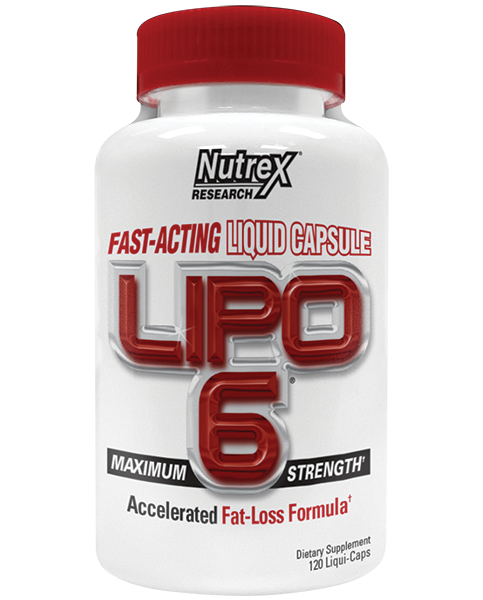 Nutrex®
RESEARCH
FAST-ACTING LIQUID CAPSULE
LIPO
6®
MAXIMUM STRENGTH†
Accelerated Fat-Loss Formula†
Dietary Supplement
120 Liqui-Caps